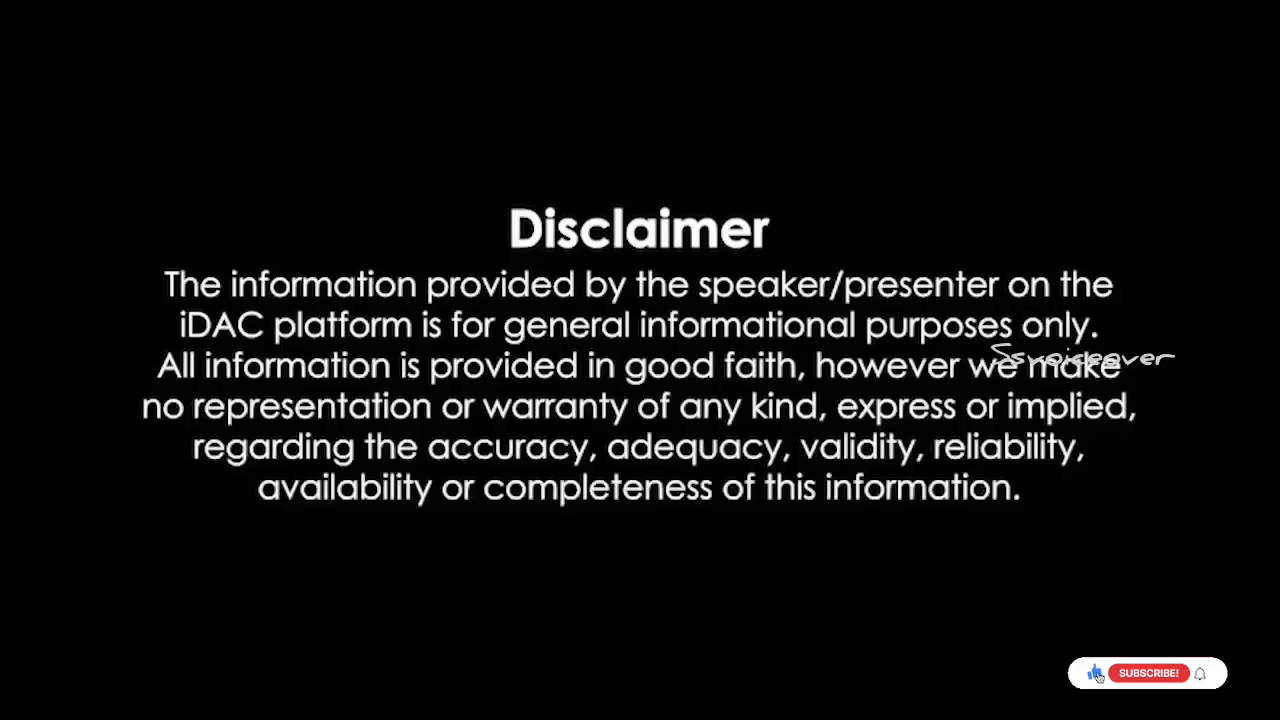 Disclaimer
The information provided by the speaker/presenter on the
iDAC platform is for general informational purposes only.
All information is provided in good faith, however we make
Ssvoiceover
no representation or warranty of any kind, express or implied,
regarding the accuracy, adequacy, validity, reliability,
availability or completeness of this information.
SUBSCRIBE!